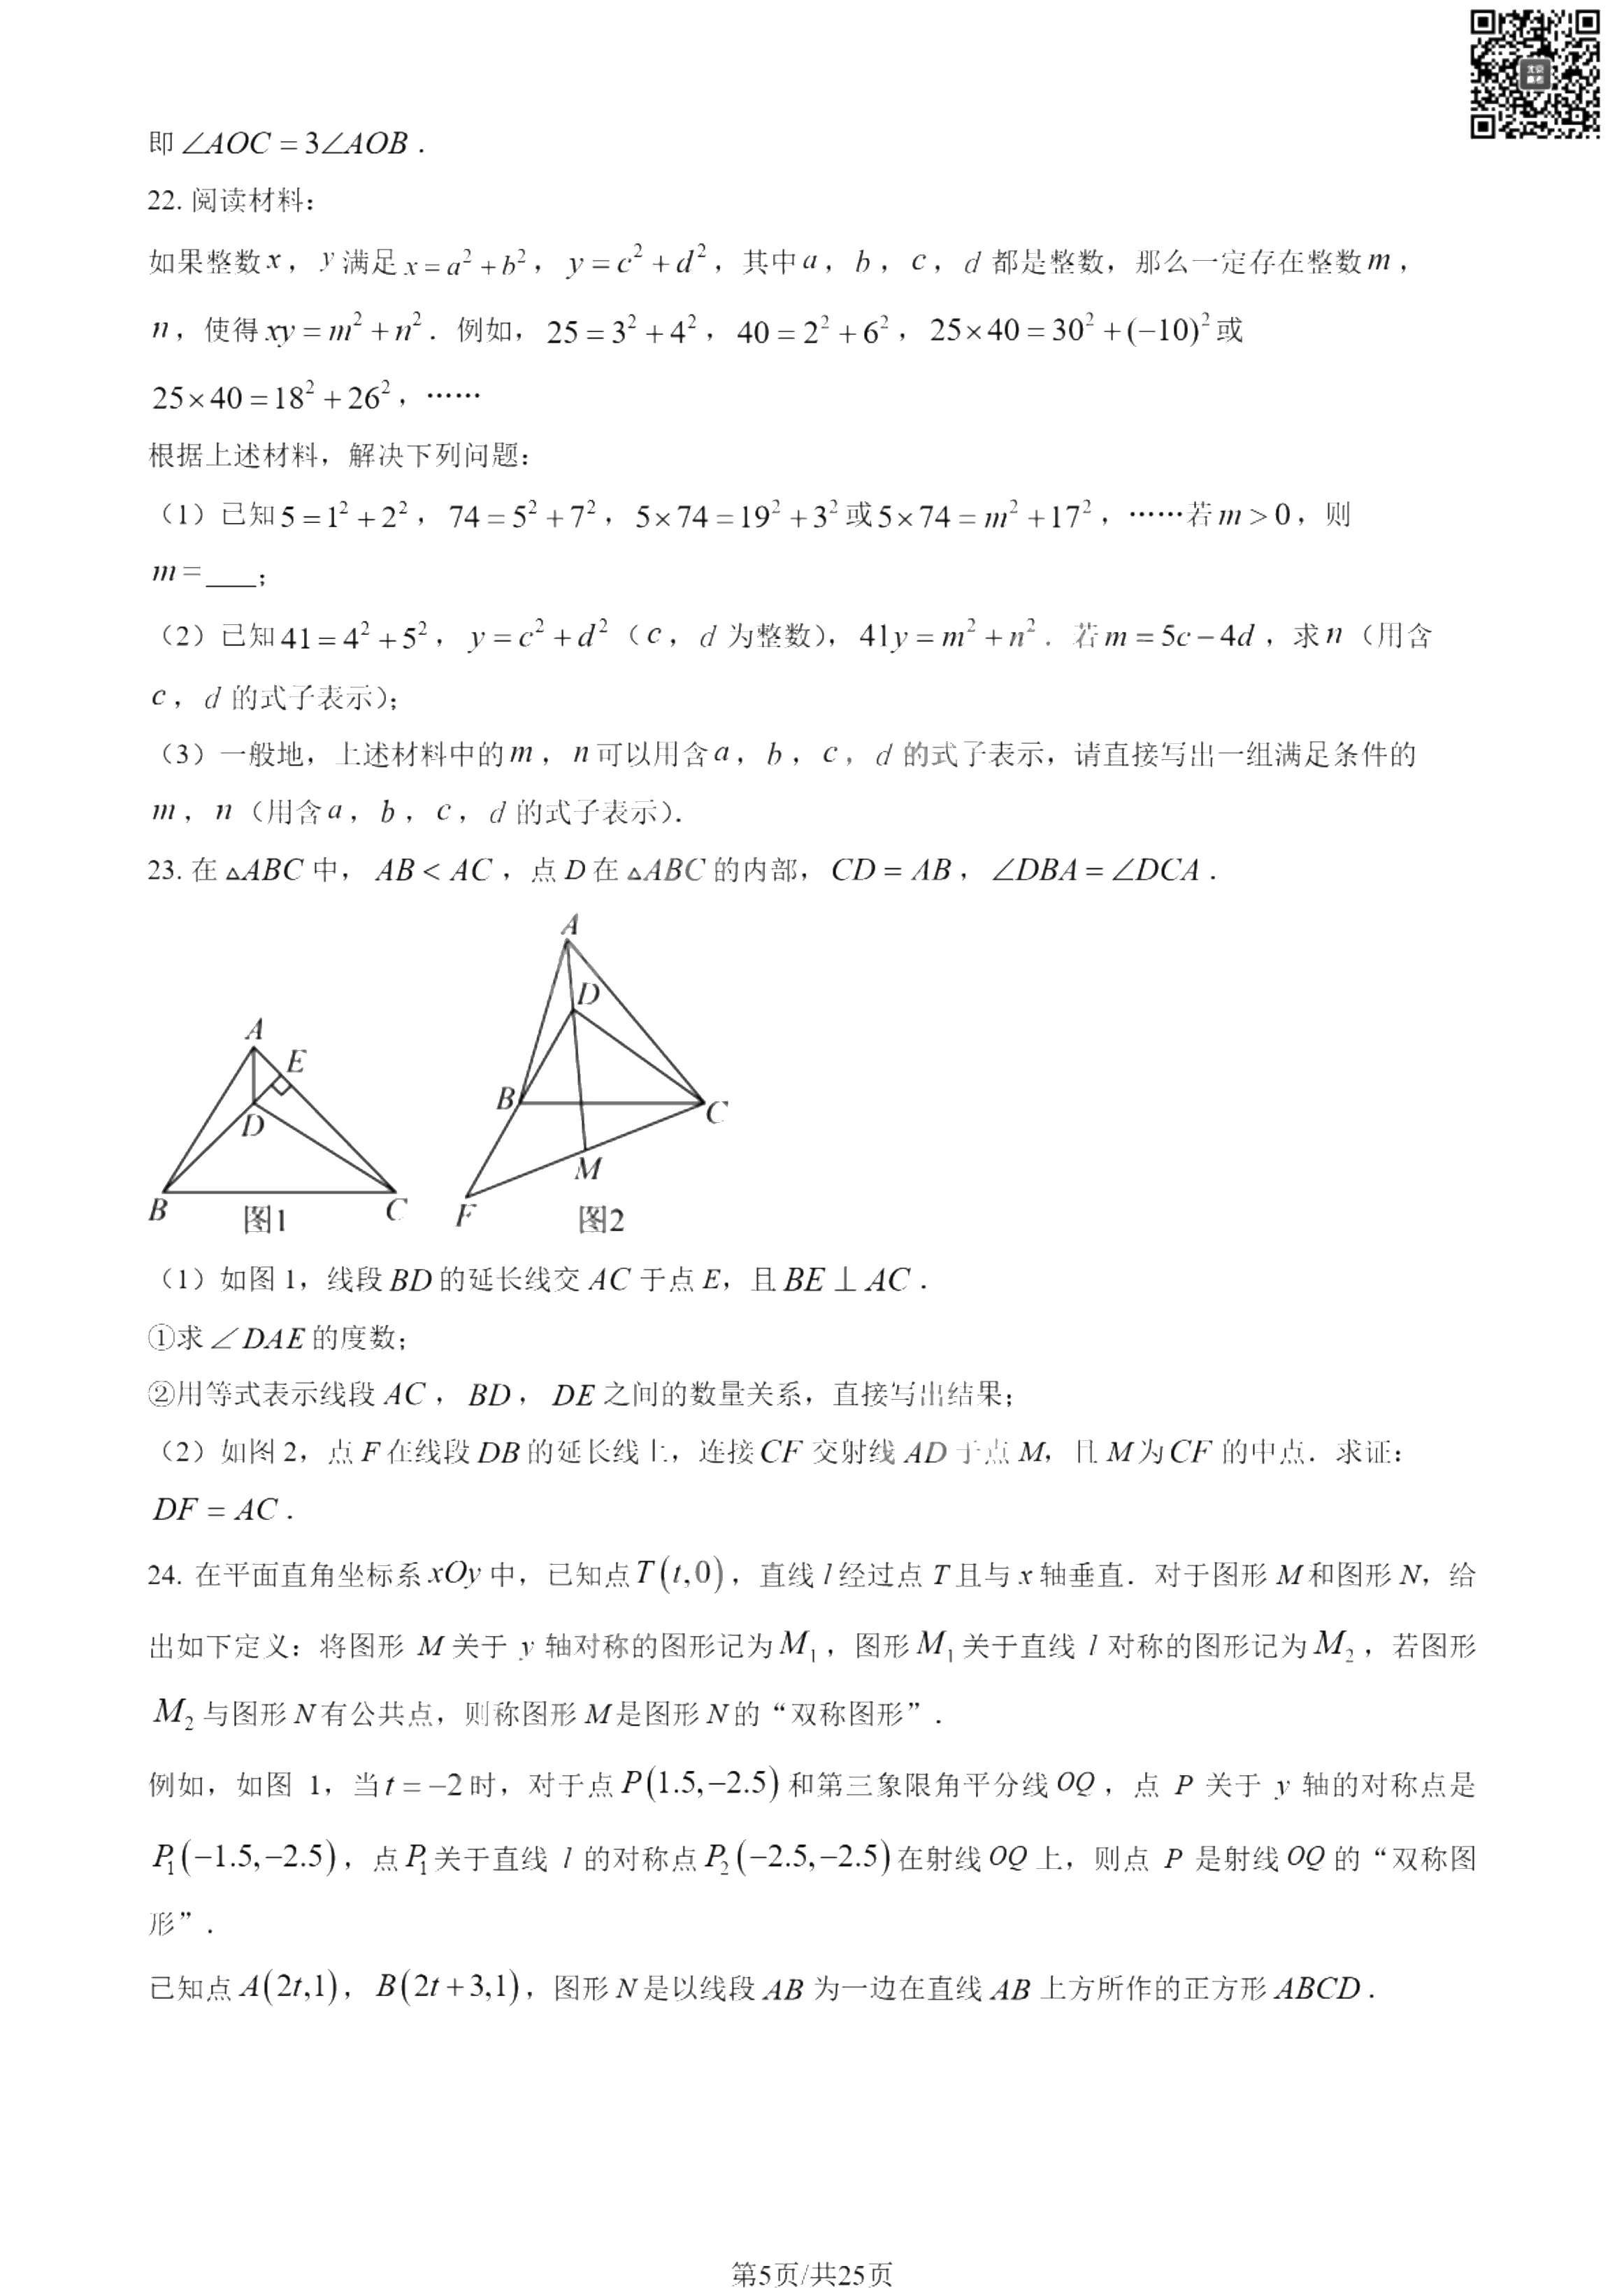 即∠AOC = 3∠AOB．
22. 阅读材料：
如果整数x，y满足x = a² + b²，y = c² + d²，其中a，b，c，d 都是整数，那么一定存在整数m，
n，使得xy = m² + n²．例如，25 = 3² + 4²，40 = 2² + 6²，25×40 = 30² + (−10)²或
25×40 = 18² + 26²，……
根据上述材料，解决下列问题：
（1）已知5 = 1² + 2²，74 = 5² + 7²，5×74 = 19² + 3²或5×74 = m² + 17²，……若m > 0，则
m = ___；
（2）已知41 = 4² + 5²，y = c² + d²（c，d 为整数），41y = m² + n²．若m = 5c − 4d，求n（用含
c，d 的式子表示）；
（3）一般地，上述材料中的m，n可以用含a，b，c，d 的式子表示，请直接写出一组满足条件的
m，n（用含a，b，c，d 的式子表示）．
23. 在△ABC中，AB < AC，点D在△ABC的内部，CD = AB，∠DBA = ∠DCA．
A
D
B
C
M
F
图2
A
E
D
B
C
图1
（1）如图1，线段BD的延长线交AC于点E，且BE⊥AC．
①求∠DAE的度数；
②用等式表示线段AC，BD，DE之间的数量关系，直接写出结果；
（2）如图2，点F在线段DB的延长线上，连接CF交射线AD于点M，且M为CF的中点．求证：
DF = AC．
24. 在平面直角坐标系xOy中，已知点T(t,0)，直线l经过点T且与x轴垂直．对于图形M和图形N，给
出如下定义：将图形M关于y轴对称的图形记为M₁，图形M₁关于直线l对称的图形记为M₂，若图形
M₂与图形N有公共点，则称图形M是图形N的“双称图形”．
例如，如图1，当t = −2时，对于点P(1.5,−2.5)和第三象限角平分线OQ，点P关于y轴的对称点是
P₁(−1.5,−2.5)，点P₁关于直线l的对称点P₂(−2.5,−2.5)在射线OQ上，则点P是射线OQ的“双称图
形”．
已知点A(2t,1)，B(2t+3,1)，图形N是以线段AB为一边在直线AB上方所作的正方形ABCD．
第5页/共25页